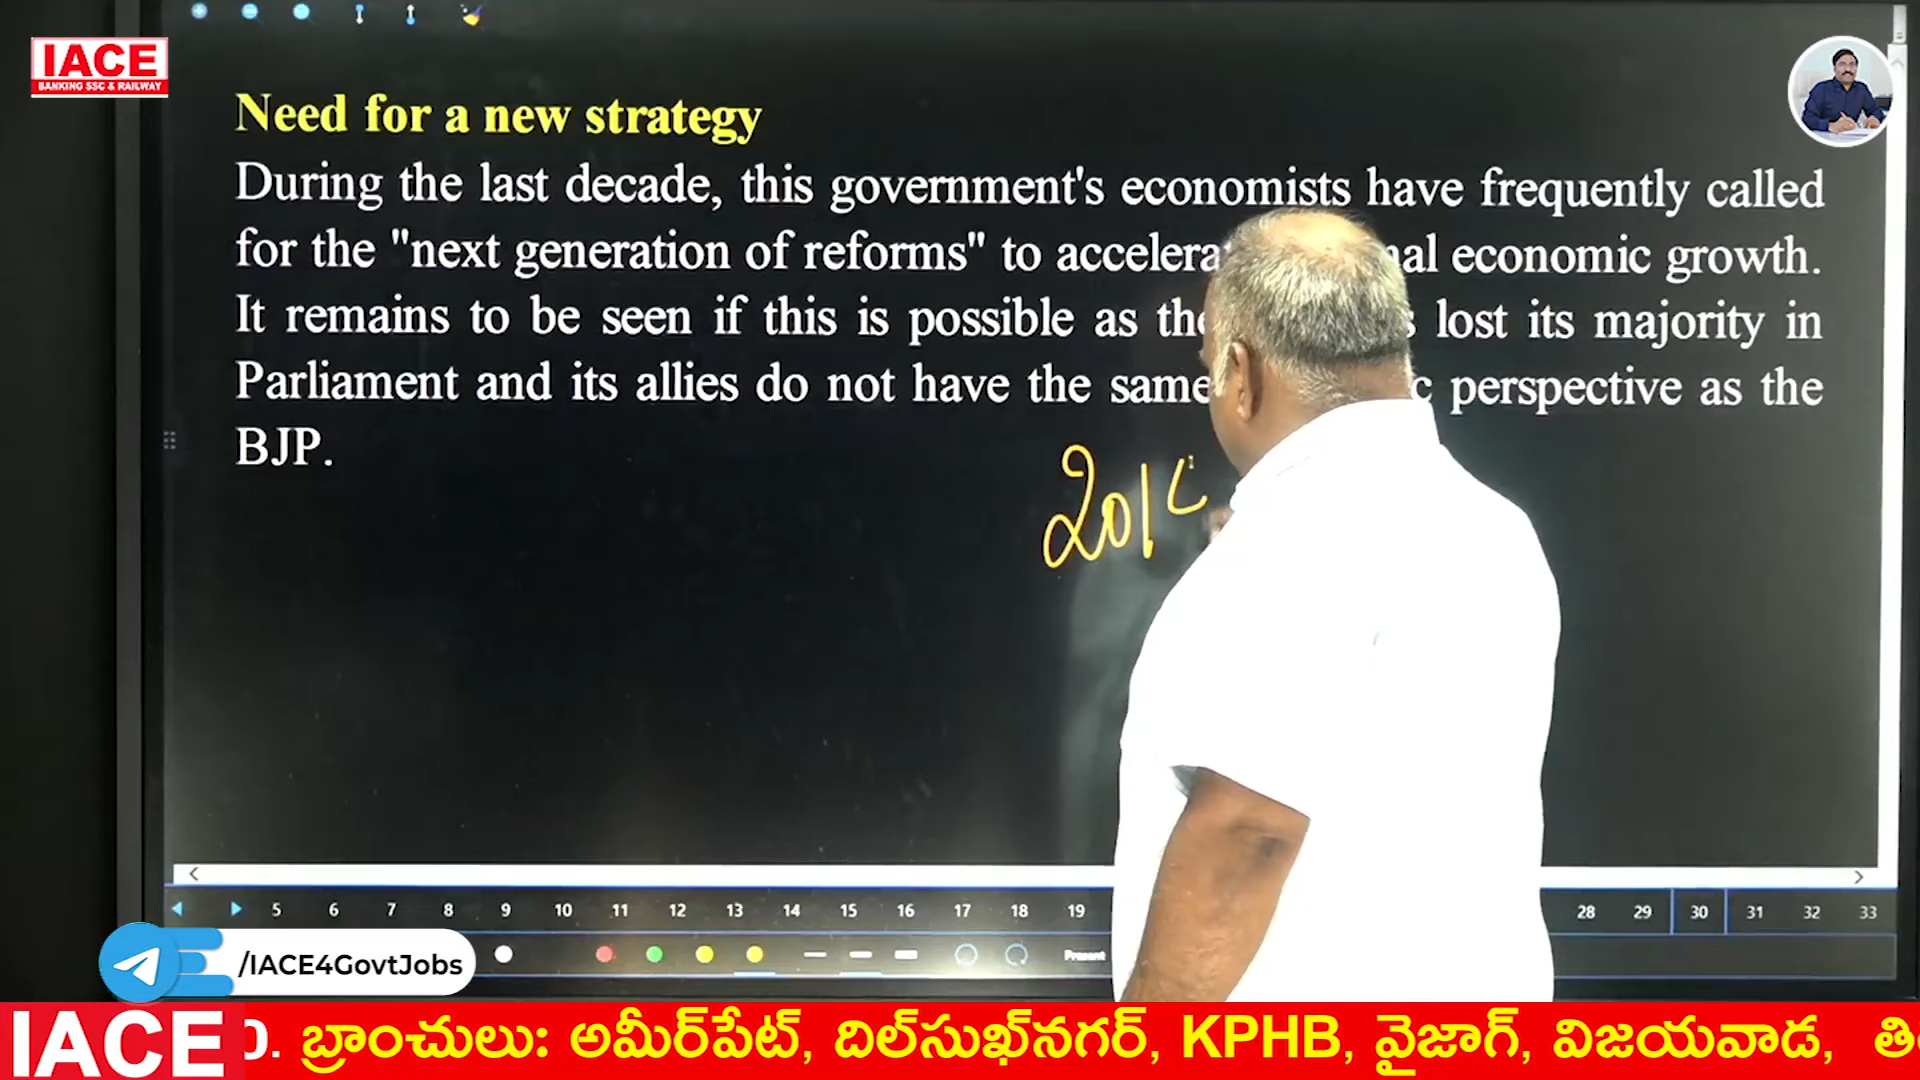 IACE
BANKING SSC & RAILWAY
Need for a new strategy
During the last decade, this government's economists have frequently called
for the "next generation of reforms" to economic growth.
It remains to be seen if this is possible as lost its majority in
Parliament and its allies do not have the same perspective as the
BJP.
201
5 6 7 8 9 10 11 12 13 14 15 16 17 18 19 28 29 30 31 32 33
Present
/IACE4GovtJobs
IACE
బ్రాంచులు: అమీర్‌పేట్, దిల్‌సుఖ్‌నగర్, KPHB, వైజాగ్, విజయవాడ,